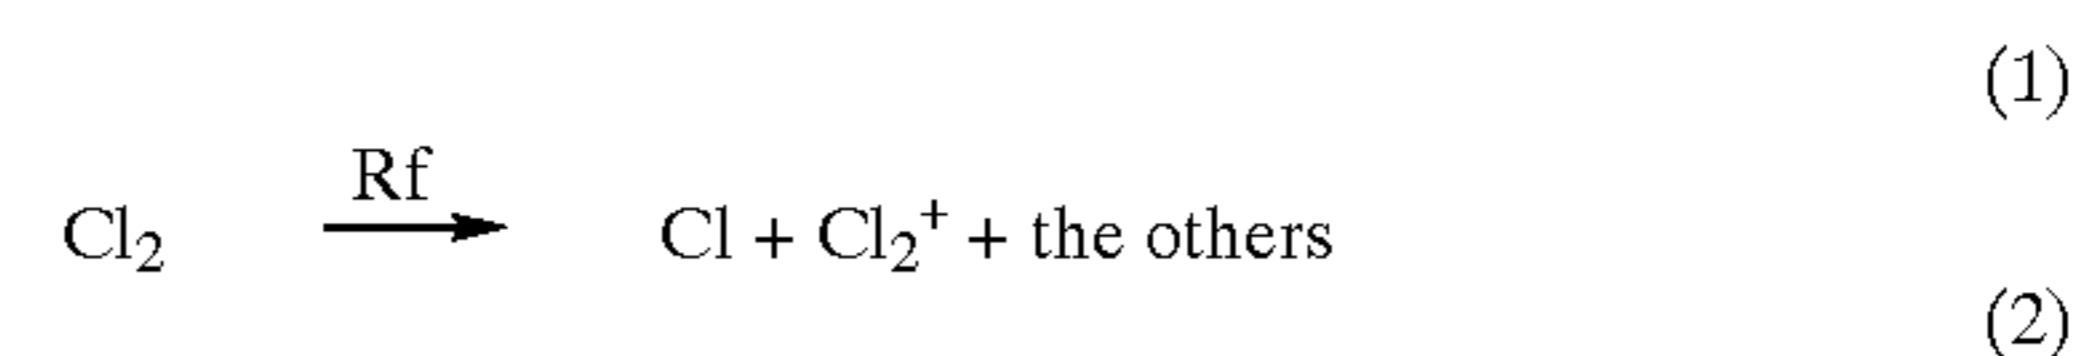 (1)
Rf
Cl₂ → Cl + Cl₂⁺ + the others
(2)